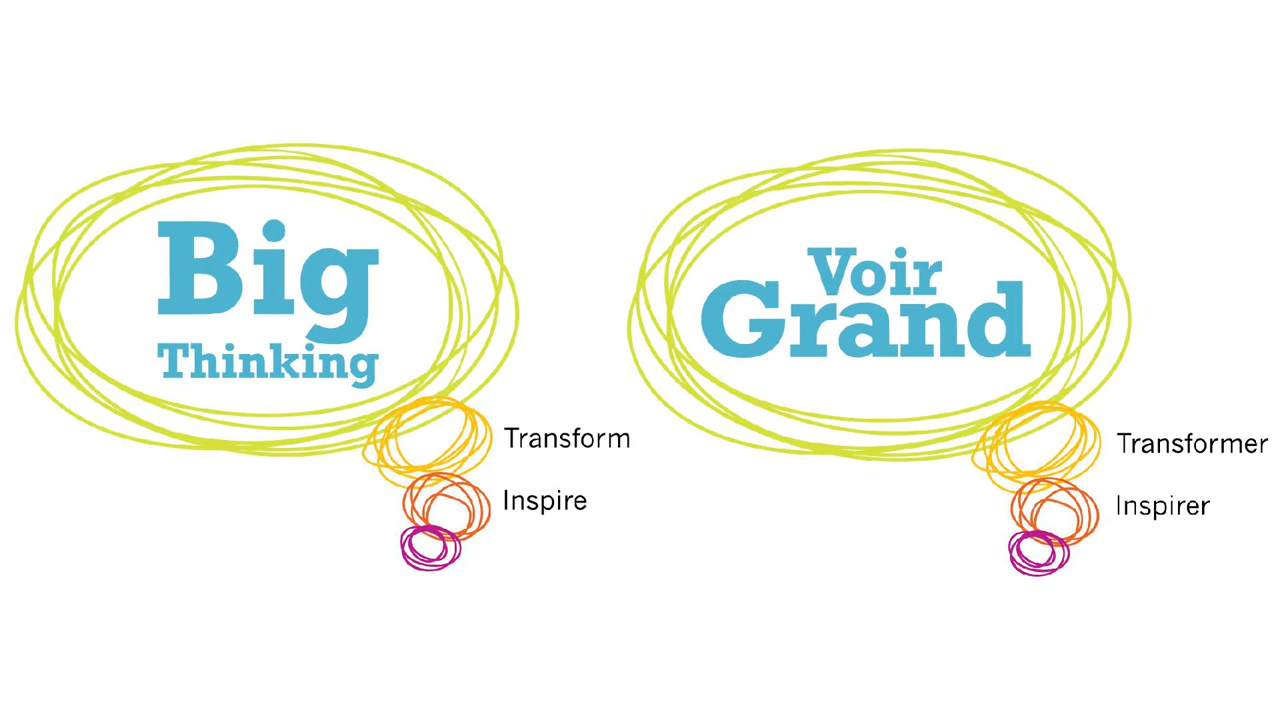 Big
Thinking
Transform
Inspire
Voir
Grand
Transformer
Inspirer